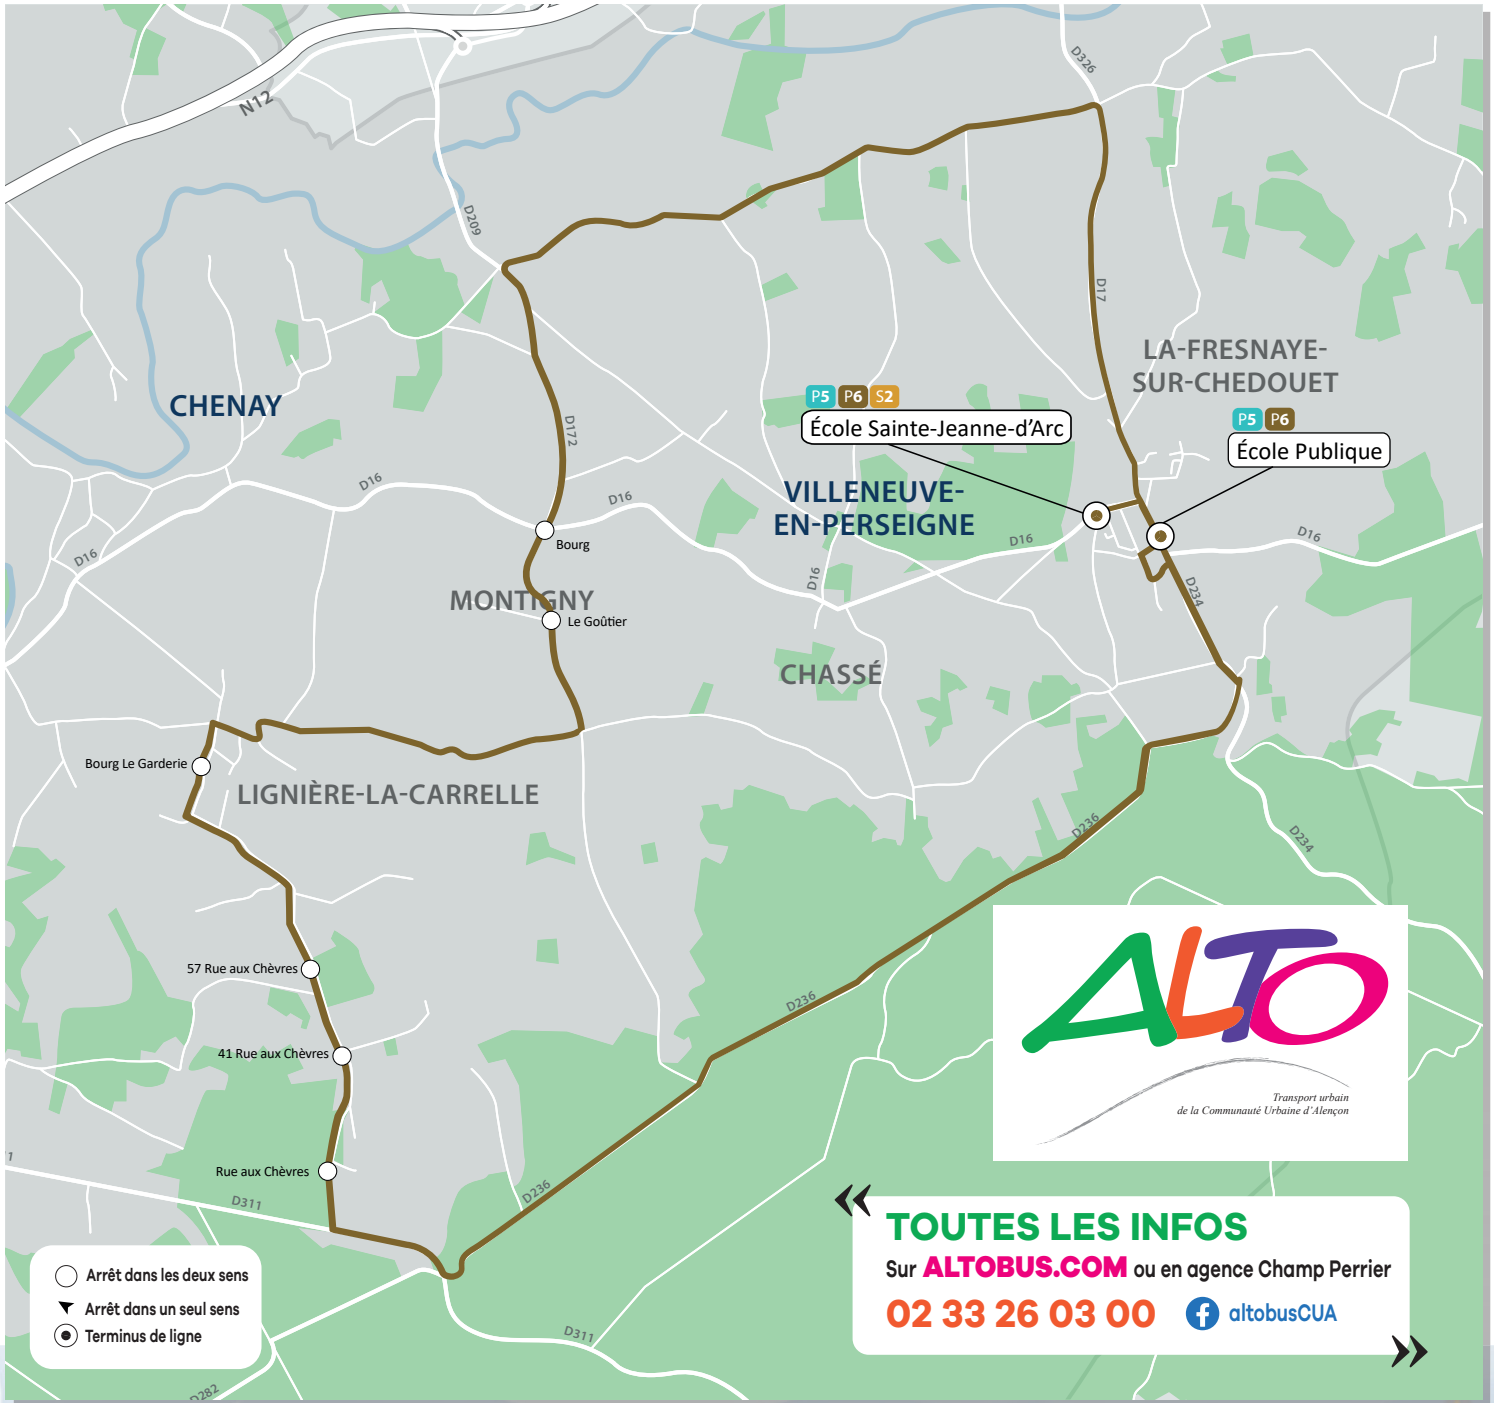 N12
D326
D209
D17
LA-FRESNAYE-
SUR-CHEDOUET
P5 P6 S2
École Sainte-Jeanne-d'Arc
P5 P6
École Publique
CHENAY
D172
D16
D16
VILLENEUVE-
EN-PERSEIGNE
D16
D16
D16
D16
Bourg
MONTIGNY
Le Goûtier
D234
CHASSÉ
Bourg Le Garderie
LIGNIÈRE-LA-CARRELLE
D236
D234
57 Rue aux Chèvres
D236
41 Rue aux Chèvres
Rue aux Chèvres
D236
D311
1
ALTO
Transport urbain
de la Communauté Urbaine d'Alençon
«
TOUTES LES INFOS
Sur ALTOBUS.COM ou en agence Champ Perrier
02 33 26 03 00 altobusCUA
»
Arrêt dans les deux sens
Arrêt dans un seul sens
Terminus de ligne
D311
D282